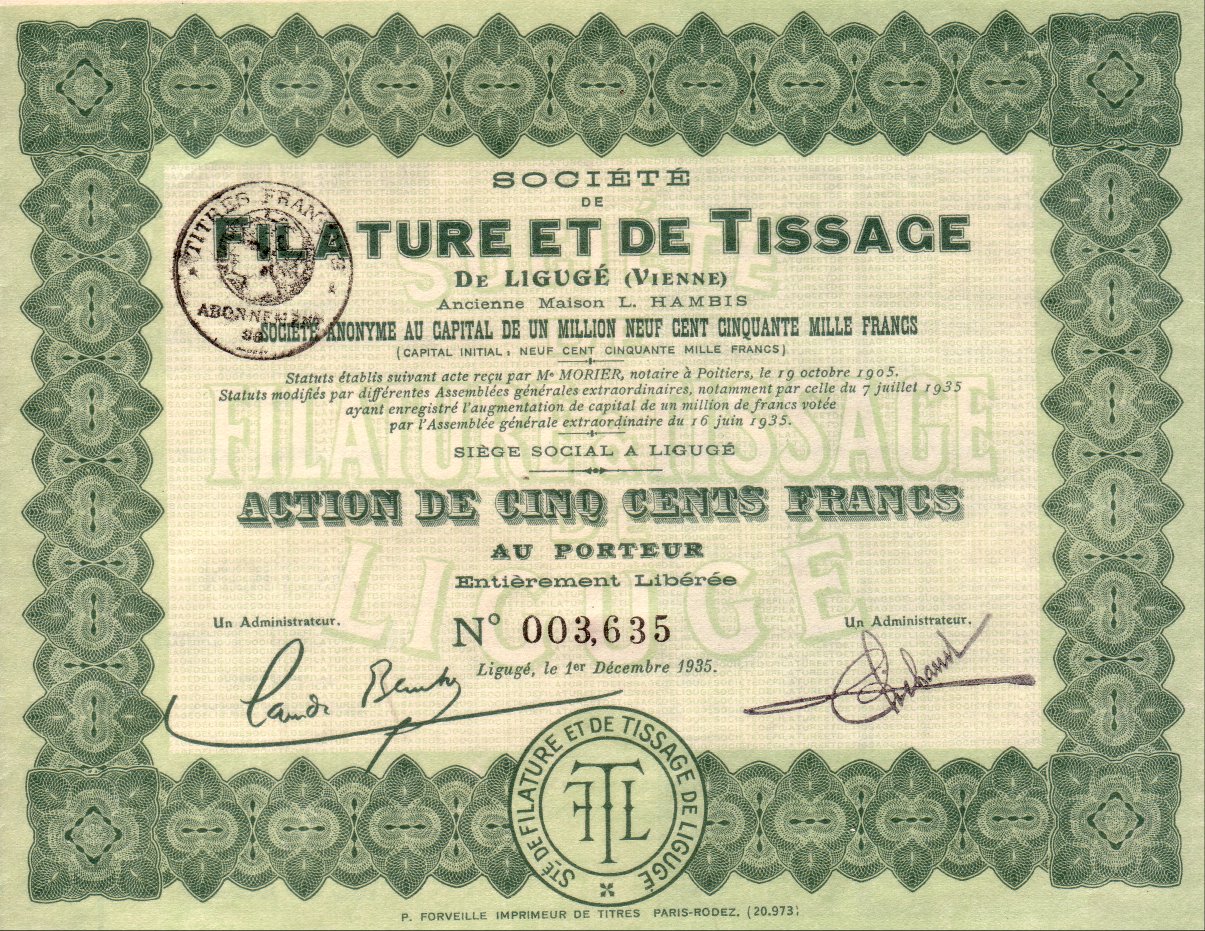 SOCIÉTÉ
DE
FILATURE ET DE TISSAGE
DE LIGUGÉ (VIENNE)
Ancienne Maison L. HAMBIS
SOCIÉTÉ ANONYME AU CAPITAL DE UN MILLION NEUF CENT CINQUANTE MILLE FRANCS
(CAPITAL INITIAL : NEUF CENT CINQUANTE MILLE FRANCS)
Statuts établis suivant acte reçu par Me MORIER, notaire à Poitiers, le 19 octobre 1905.
Statuts modifiés par différentes Assemblées générales extraordinaires, notamment par celle du 7 juillet 1935
ayant enregistré l'augmentation de capital de un million de francs votée
par l'Assemblée générale extraordinaire du 16 juin 1935.
SIÈGE SOCIAL A LIGUGÉ
ACTION DE CINQ CENTS FRANCS
AU PORTEUR
Entièrement Libérée
Un Administrateur.
N° 003,635
Un Administrateur.
Ligugé, le 1er Décembre 1935.
TITRES FRANÇAIS
ABONNEMENT
SOCIÉTÉ
DE
FILATURE & TISSAGE
DE
LIGUGÉ
STÉ DE FILATURE ET DE TISSAGE DE LIGUGÉ
FTL
P. FORVEILLE IMPRIMEUR DE TITRES PARIS-RODEZ. (20.973)